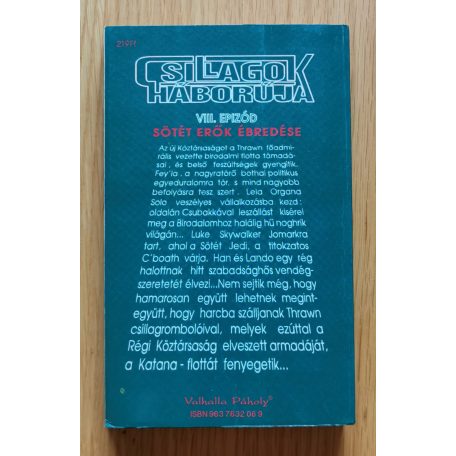 219Ft
CSILLAGOK
HÁBORÚJA
VIII. EPIZÓD
SÖTÉT ERŐK ÉBREDÉSE
Az új Köztársaságot a Thrawn főadmi-
rális vezette birodalmi flotta támadá-
sai, és belső feszültségek gyengítik.
Fey'la, a nagyratörő bothai politikus
egyeduralomra tör, s mind nagyobb
befolyásra tesz szert. Leia Organa
Solo veszélyes vállalkozásba kezd:
oldalán Csubakkával leszállást kísérel
meg a Birodalomhoz halálig hű noghrik
világán... Luke Skywalker Jomarkra
tart, ahol a Sötét Jedi, a titokzatos
C'baoth várja. Han és Lando egy rég
halottnak hitt szabadsághős vendég-
szeretetét élvezi...Nem sejtik még, hogy
hamarosan együtt lehetnek megint-
együtt, hogy harcba szálljanak Thrawn
csillagrombolóival, melyek ezúttal a
Régi Köztársaság elveszett armadáját,
a Katana-flottát fenyegetik...
Valhalla Páholy®
ISBN 963 7632 08 9